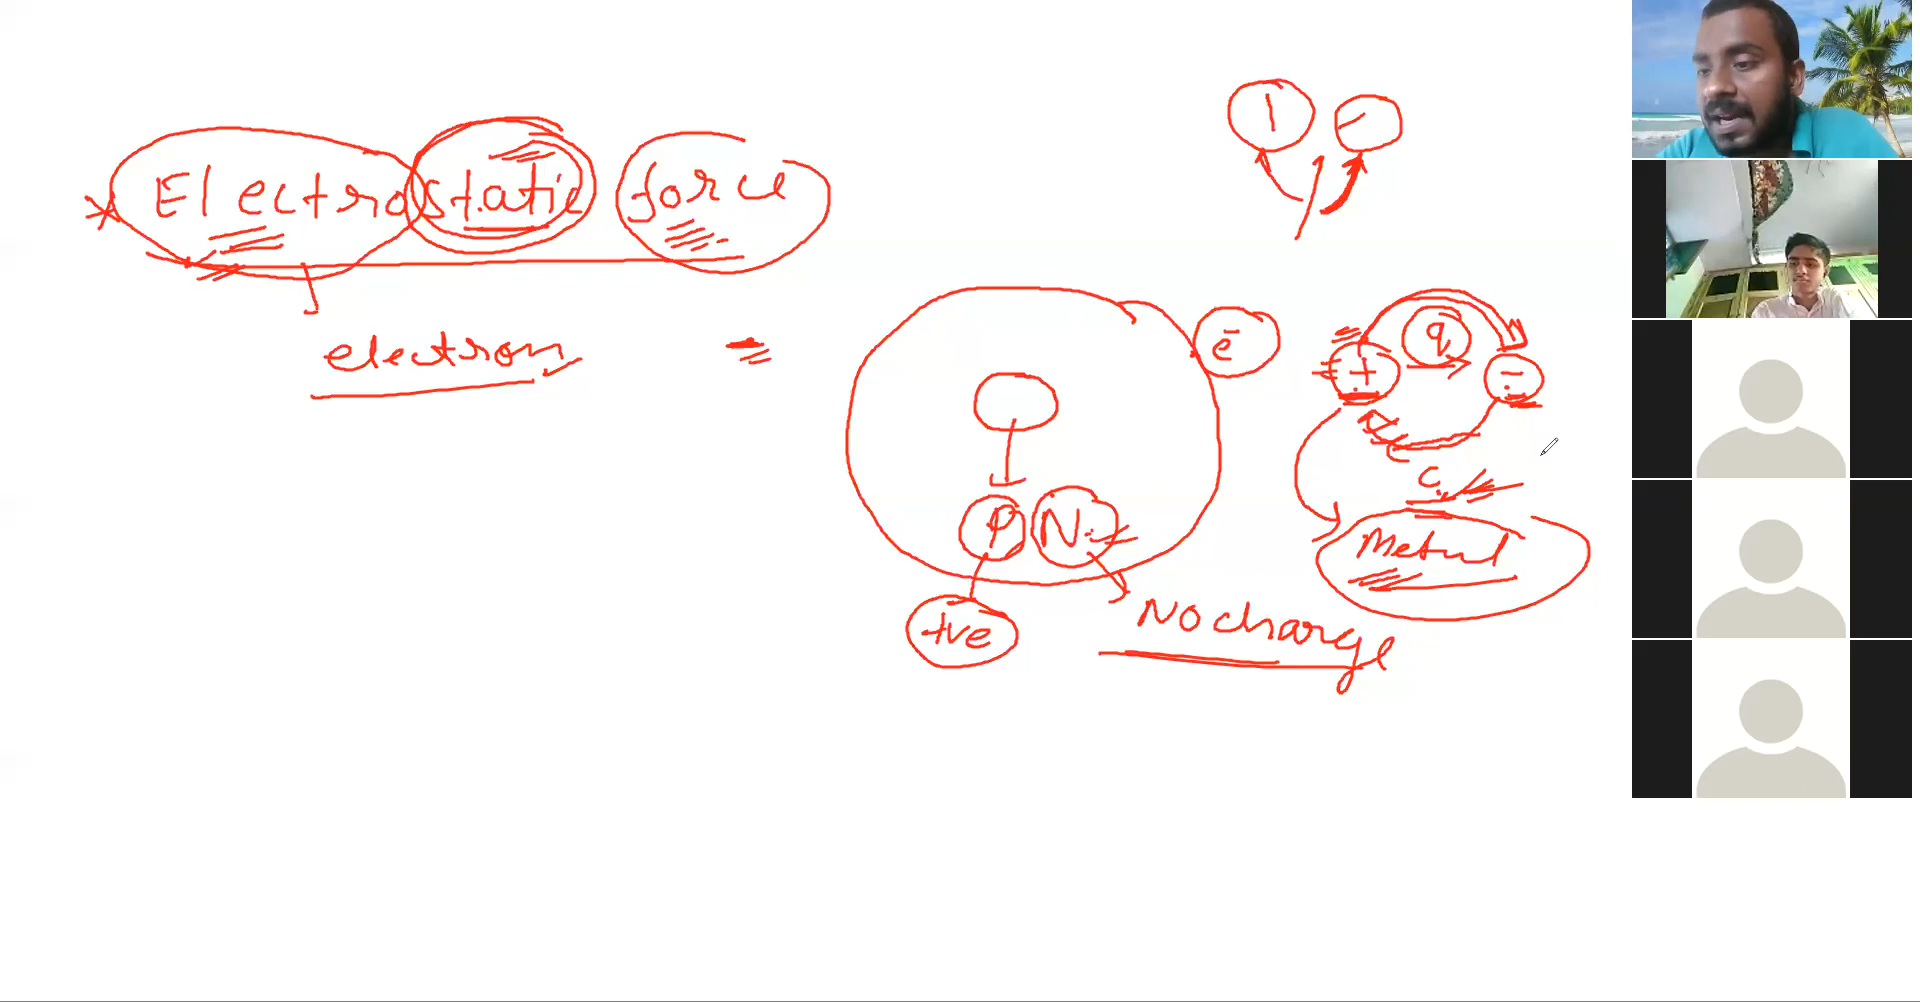 Electrostatic force
electron
e-
q
+ -
C
P N
Metal
+ve
No charge